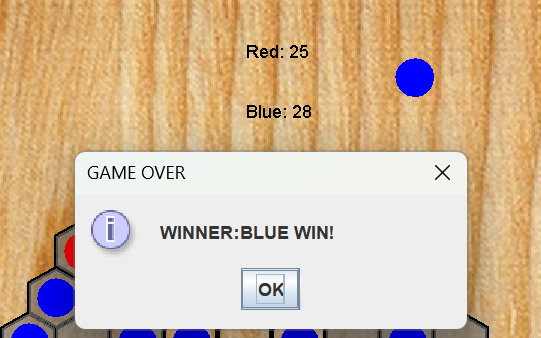 Red: 25
Blue: 28
GAME OVER
i
WINNER:BLUE WIN!
OK